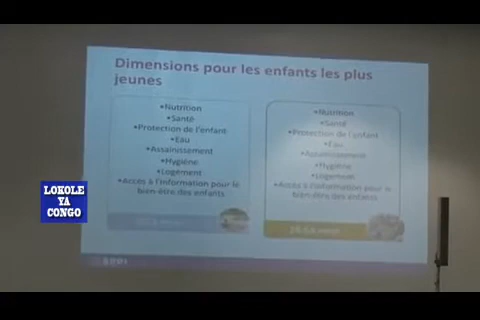 Dimensions pour les enfants les plus
jeunes
•Nutrition
•Santé
•Protection de l'enfant
•Eau
•Assainissement
•Hygiène
•Logement
•Accès à l'information pour le
bien-être des enfants
•Nutrition
•Santé
•Protection de l'enfant
•Eau
•Assainissement
•Hygiène
•Logement
•Accès à l'information pour le
bien-être des enfants
LOKOLE
YA
CONGO